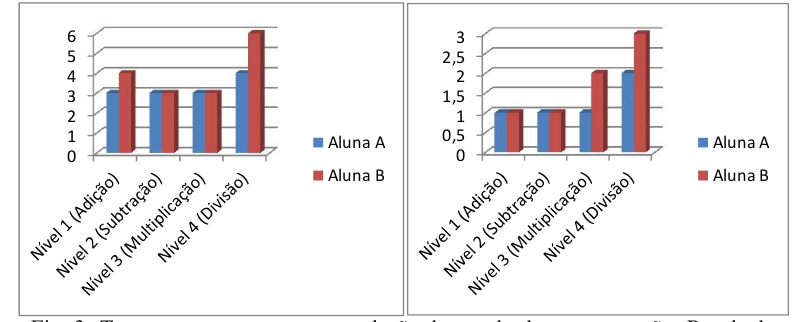 6
5
4
3
2
1
0
Nível 1 (Adição)
Nível 2 (Subtração)
Nível 3 (Multiplicação)
Nível 4 (Divisão)
Aluna A
Aluna B
3
2,5
2
1,5
1
0,5
0
Nível 1 (Adição)
Nível 2 (Subtração)
Nível 3 (Multiplicação)
Nível 4 (Divisão)
Aluna A
Aluna B